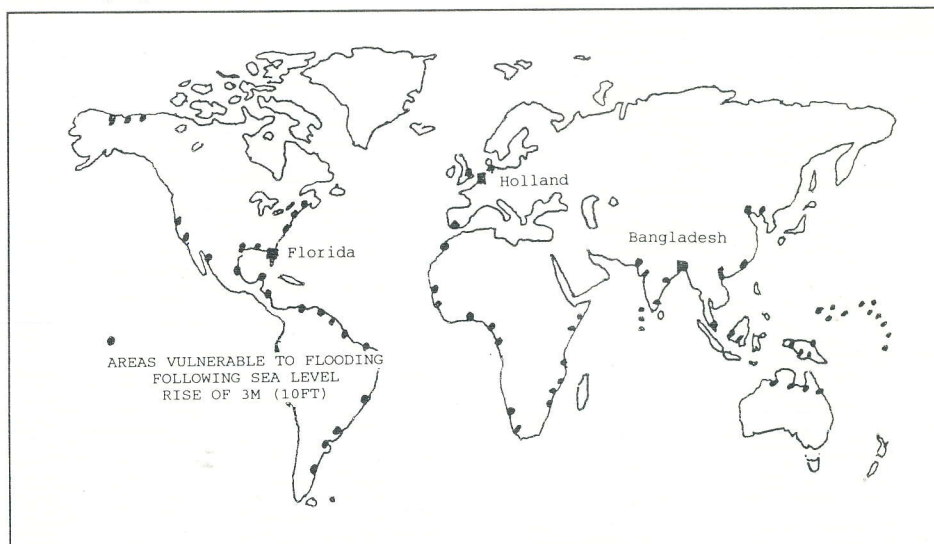 Holland
Bangladesh
Florida
AREAS VULNERABLE TO FLOODING
FOLLOWING SEA LEVEL
RISE OF 3M (10FT)